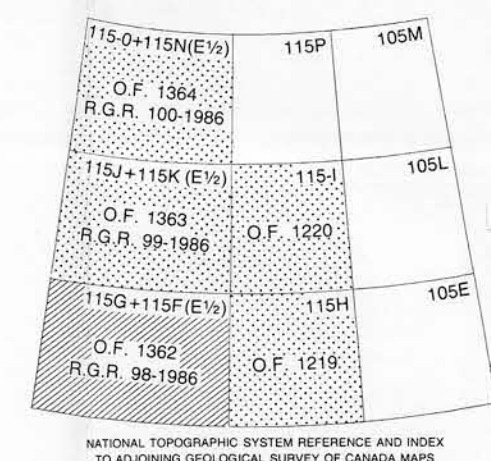 115-O+115N(E½)
O.F. 1364
R.G.R. 100-1986
115P
105M
115J+115K (E½)
O.F. 1363
R.G.R. 99-1986
115-I
O.F. 1220
105L
115G+115F(E½)
O.F. 1362
R.G.R. 98-1986
115H
O.F. 1219
105E
NATIONAL TOPOGRAPHIC SYSTEM REFERENCE AND INDEX
TO ADJOINING GEOLOGICAL SURVEY OF CANADA MAPS